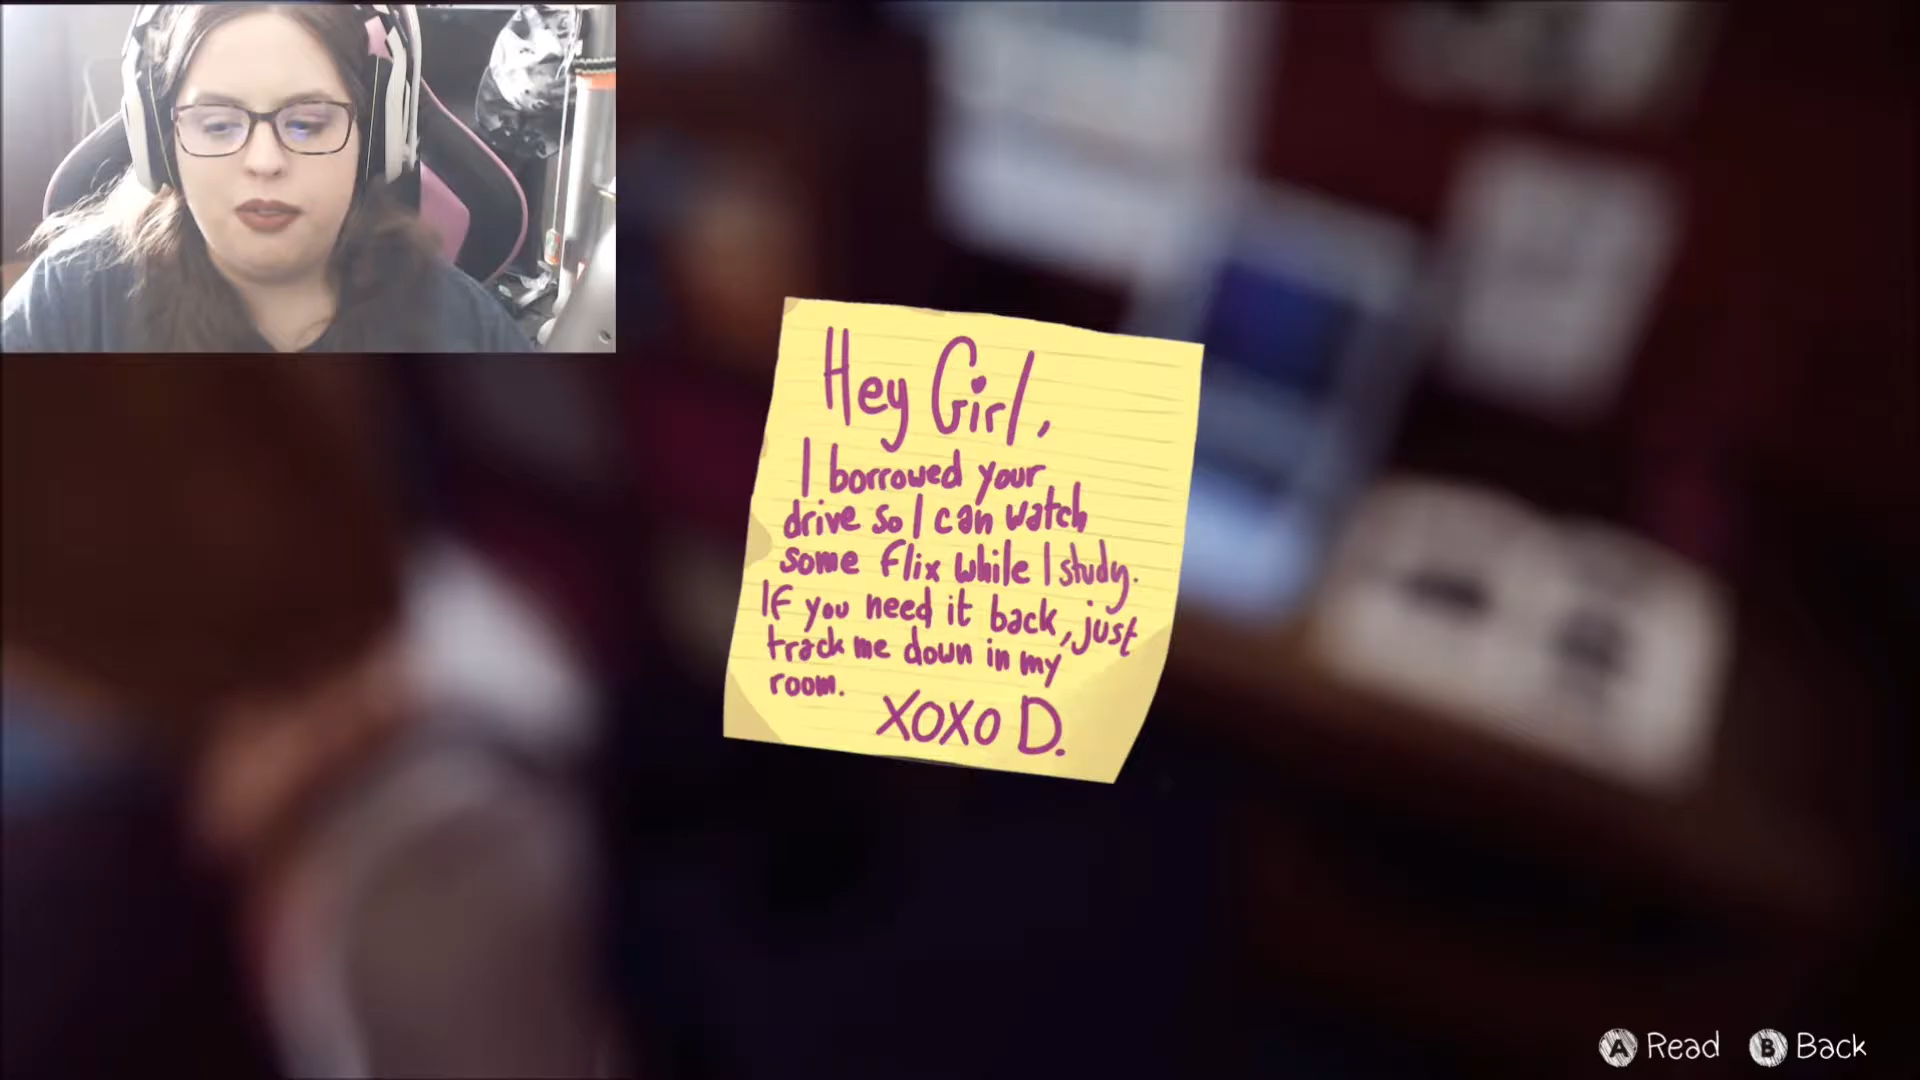 Hey Girl,
I borrowed your
drive so I can watch
some flix while I study.
If you need it back, just
track me down in my
room.
XOXO D.
A Read B Back